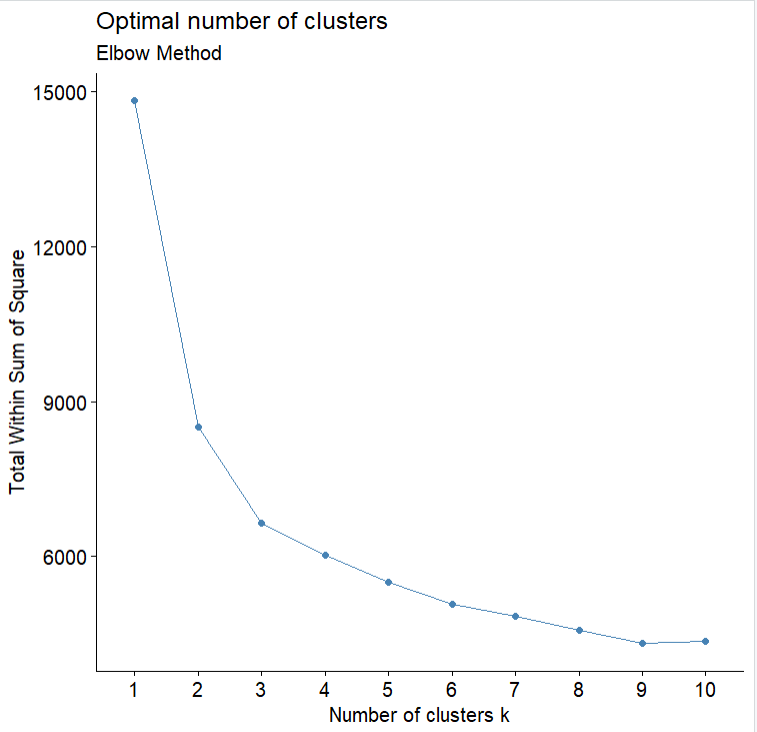 Optimal number of clusters
Elbow Method
Total Within Sum of Square
15000
12000
9000
6000
1 2 3 4 5 6 7 8 9 10
Number of clusters k